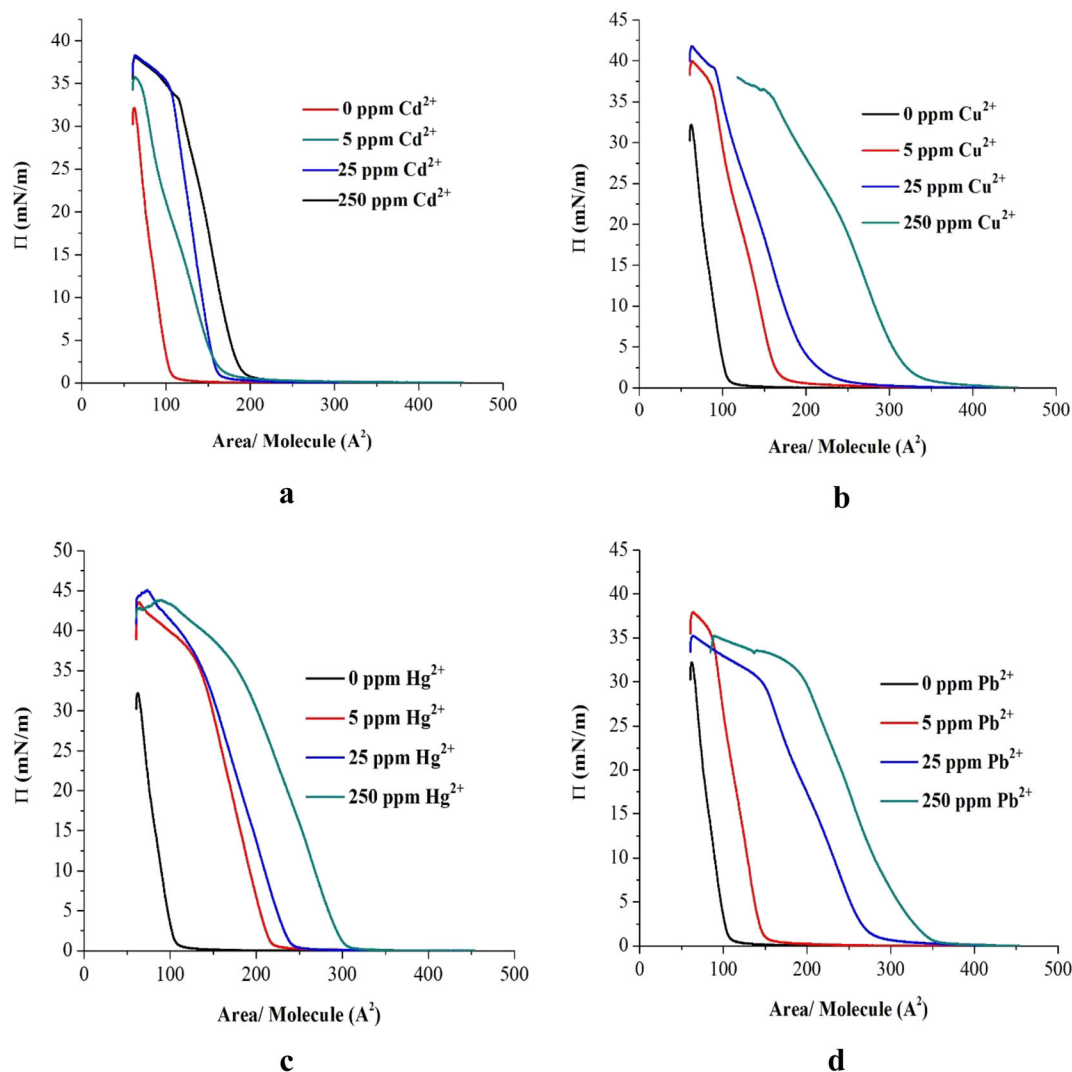 40
35
30
25
20
15
10
5
0
Π (mN/m)
0 100 200 300 400 500
Area/ Molecule (A²)
0 ppm Cd²⁺
5 ppm Cd²⁺
25 ppm Cd²⁺
250 ppm Cd²⁺
a
45
40
35
30
25
20
15
10
5
0
Π (mN/m)
0 100 200 300 400 500
Area/ Molecule (A²)
0 ppm Cu²⁺
5 ppm Cu²⁺
25 ppm Cu²⁺
250 ppm Cu²⁺
b
50
45
40
35
30
25
20
15
10
5
0
Π (mN/m)
0 100 200 300 400 500
Area/ Molecule (A²)
0 ppm Hg²⁺
5 ppm Hg²⁺
25 ppm Hg²⁺
250 ppm Hg²⁺
c
45
40
35
30
25
20
15
10
5
0
Π (mN/m)
0 100 200 300 400 500
Area/ Molecule (A²)
0 ppm Pb²⁺
5 ppm Pb²⁺
25 ppm Pb²⁺
250 ppm Pb²⁺
d